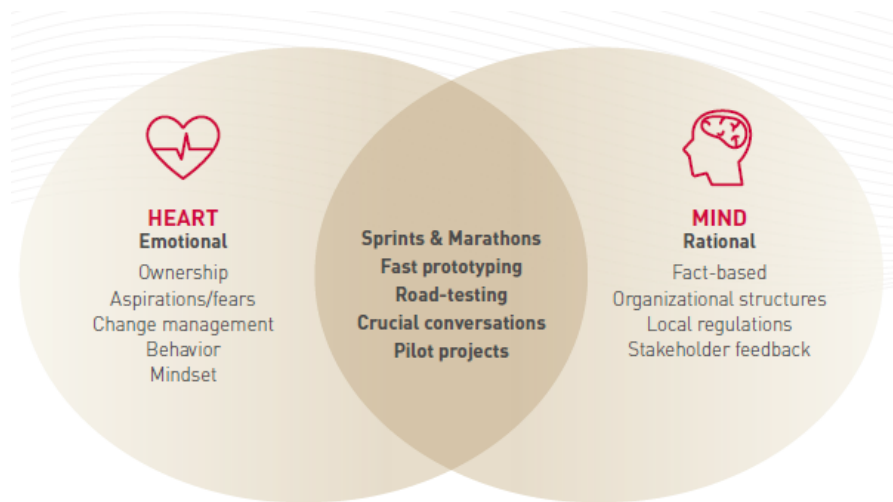 HEART
Emotional
Ownership
Aspirations/fears
Change management
Behavior
Mindset
Sprints & Marathons
Fast prototyping
Road-testing
Crucial conversations
Pilot projects
MIND
Rational
Fact-based
Organizational structures
Local regulations
Stakeholder feedback